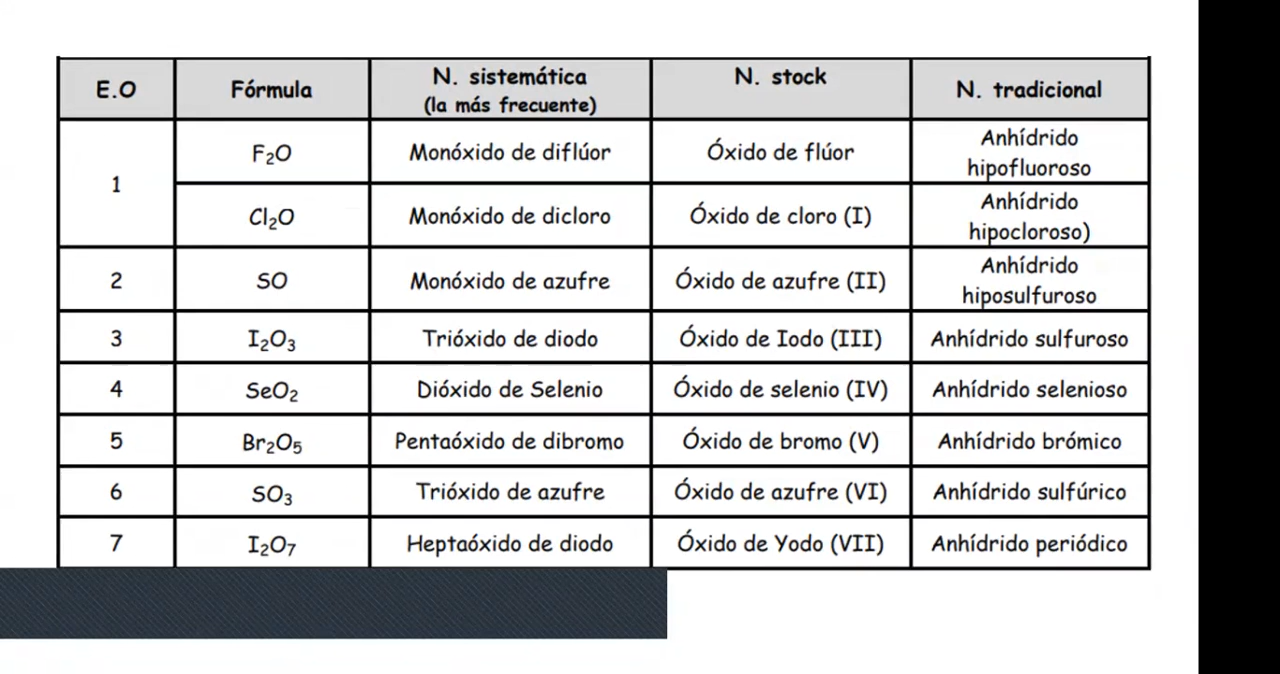 E.O Fórmula N. sistemática N. stock N. tradicional
(la más frecuente)
1 F₂O Monóxido de diflúor Óxido de flúor Anhídrido
hipofluoroso
Cl₂O Monóxido de dicloro Óxido de cloro (I) Anhídrido
hipocloroso)
2 SO Monóxido de azufre Óxido de azufre (II) Anhídrido
hiposulfuroso
3 I₂O₃ Trióxido de diodo Óxido de Iodo (III) Anhídrido sulfuroso
4 SeO₂ Dióxido de Selenio Óxido de selenio (IV) Anhídrido selenioso
5 Br₂O₅ Pentaóxido de dibromo Óxido de bromo (V) Anhídrido brómico
6 SO₃ Trióxido de azufre Óxido de azufre (VI) Anhídrido sulfúrico
7 I₂O₇ Heptaóxido de diodo Óxido de Yodo (VII) Anhídrido periódico